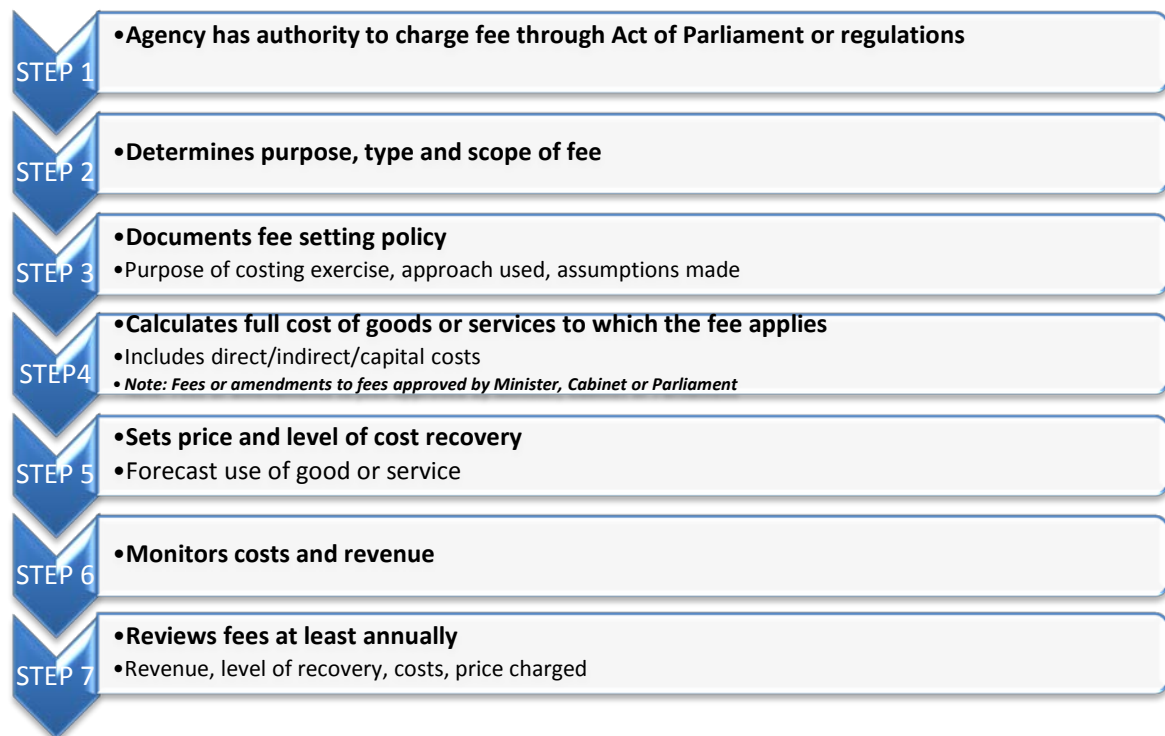 STEP 1
•Agency has authority to charge fee through Act of Parliament or regulations
STEP 2
•Determines purpose, type and scope of fee
STEP 3
•Documents fee setting policy
•Purpose of costing exercise, approach used, assumptions made
STEP4
•Calculates full cost of goods or services to which the fee applies
•Includes direct/indirect/capital costs
•Note: Fees or amendments to fees approved by Minister, Cabinet or Parliament
STEP 5
•Sets price and level of cost recovery
•Forecast use of good or service
STEP 6
•Monitors costs and revenue
STEP 7
•Reviews fees at least annually
•Revenue, level of recovery, costs, price charged